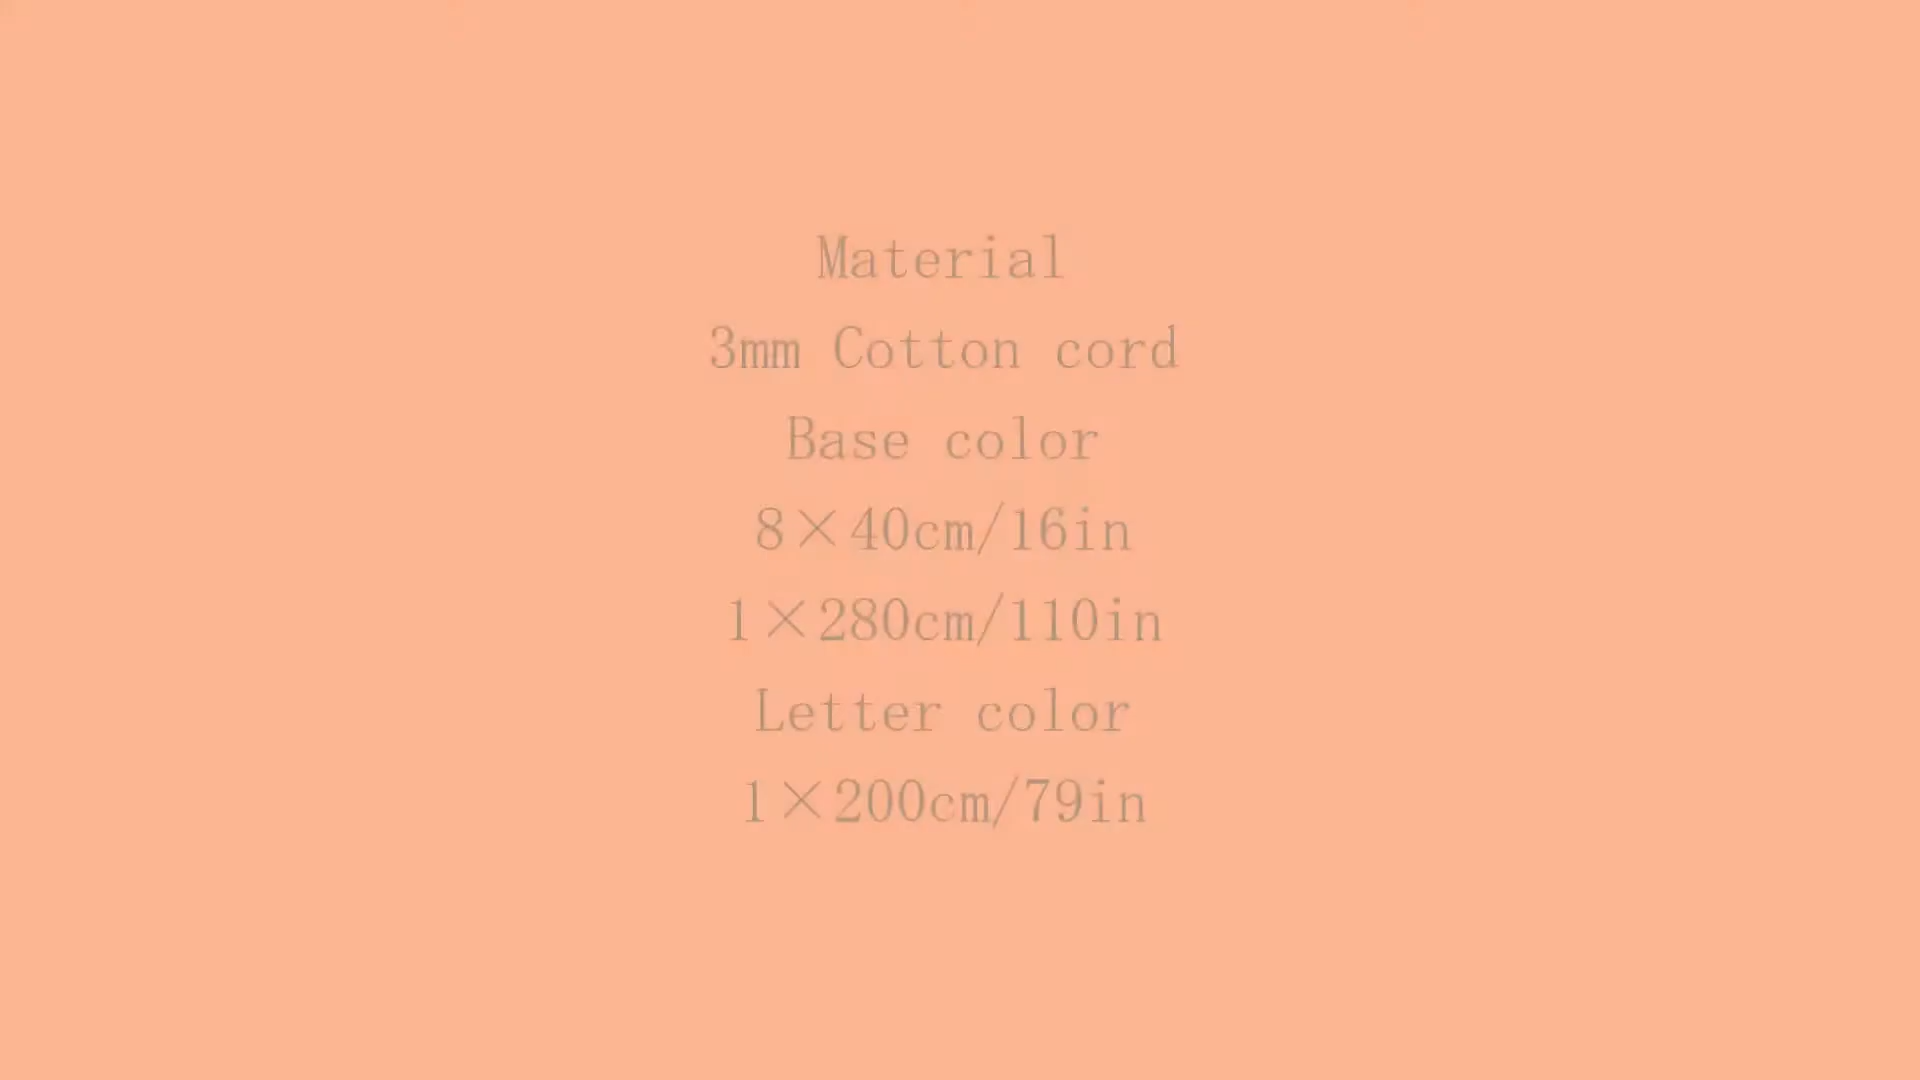 Material
3mm Cotton cord
Base color
8×40cm/16in
1×280cm/110in
Letter color
1×200cm/79in